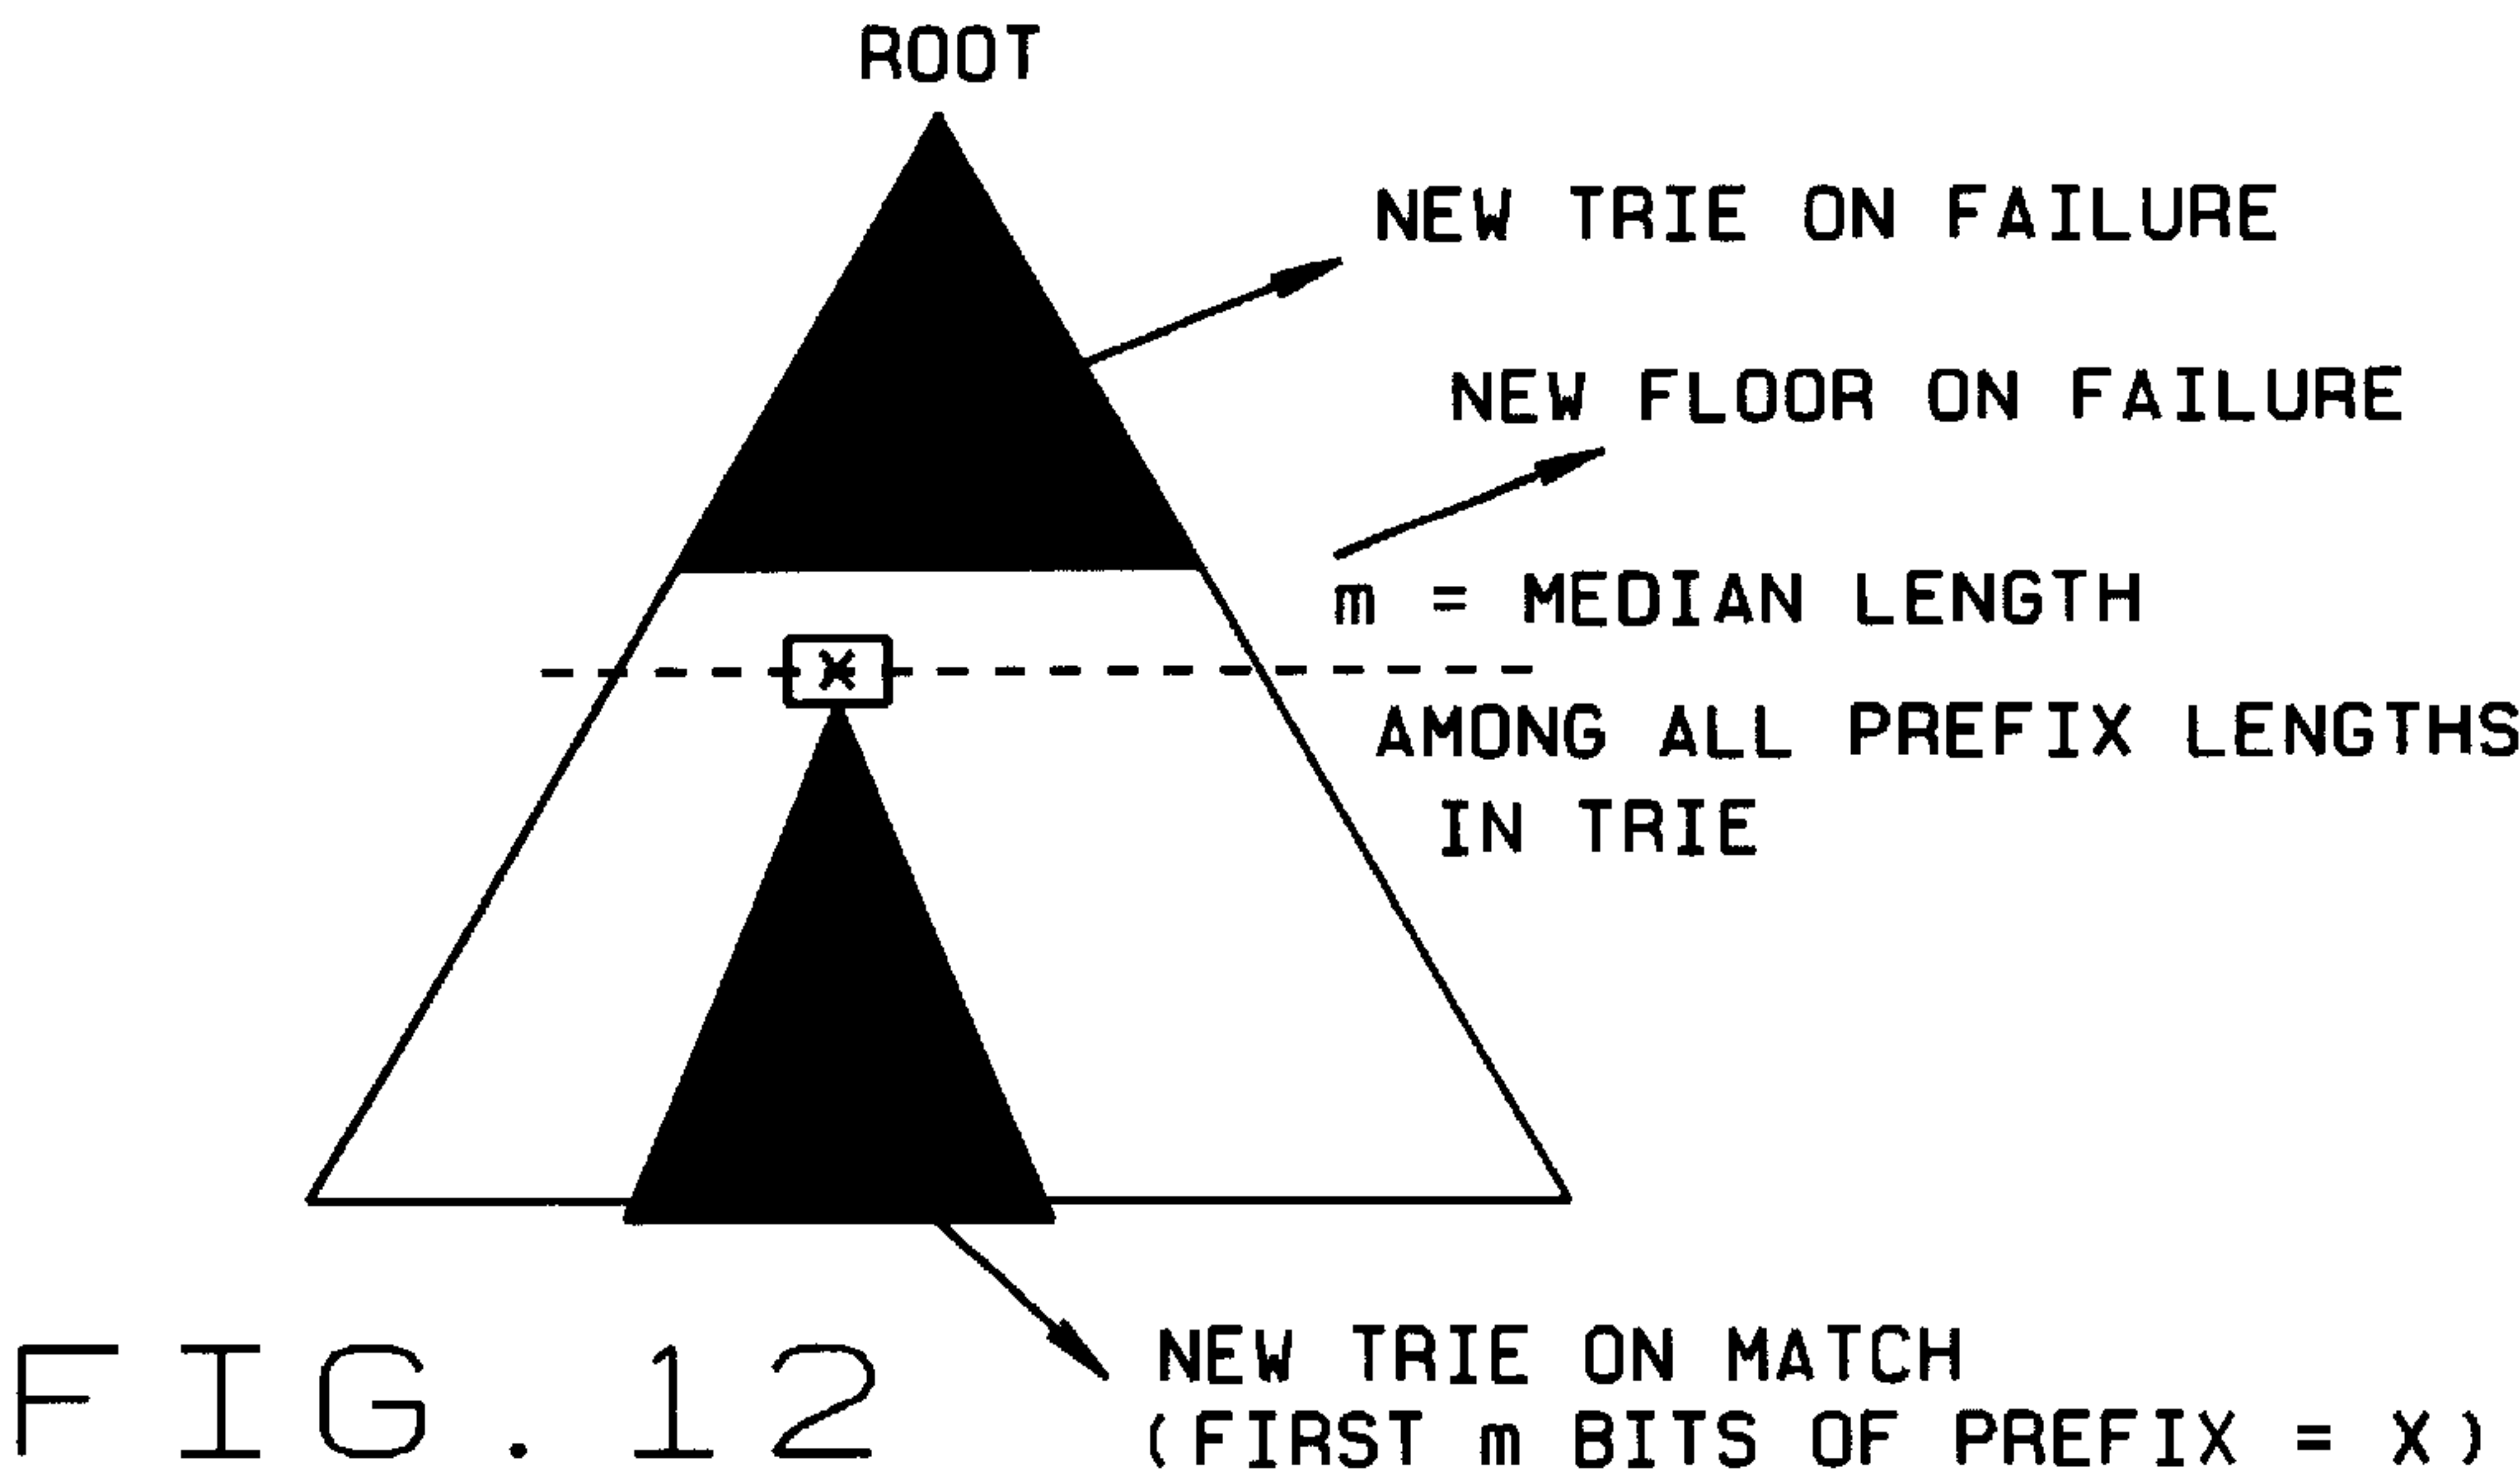 ROOT
NEW TRIE ON FAILURE
NEW FLOOR ON FAILURE
m = MEDIAN LENGTH
X
AMONG ALL PREFIX LENGTHS
IN TRIE
NEW TRIE ON MATCH
(FIRST m BITS OF PREFIX = X)
FIG. 12